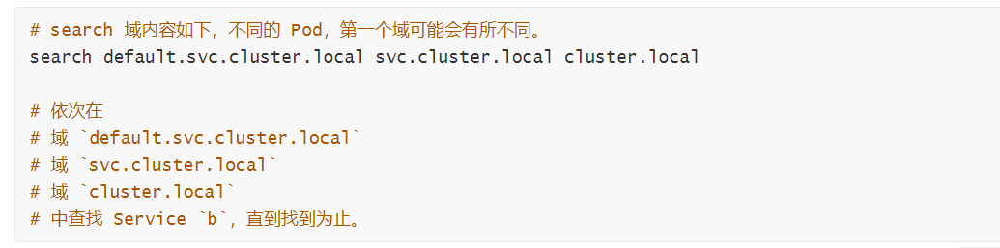 # search 域内容如下，不同的 Pod，第一个域可能会有所不同。
search default.svc.cluster.local svc.cluster.local cluster.local
# 依次在
# 域 `default.svc.cluster.local`
# 域 `svc.cluster.local`
# 域 `cluster.local`
# 中查找 Service `b`，直到找到为止。